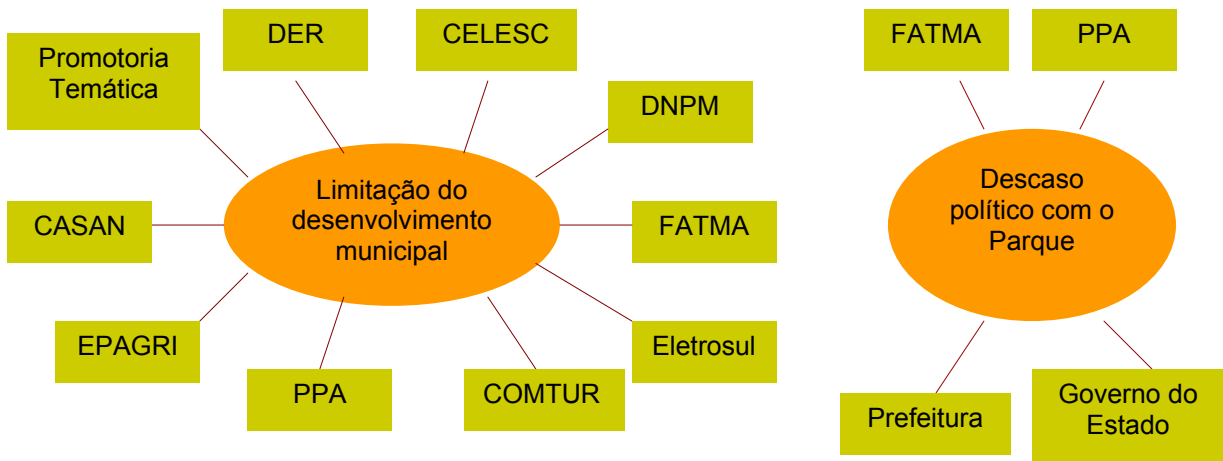 DER
CELESC
Promotoria
Temática
DNPM
Limitação do
desenvolvimento
municipal
CASAN
FATMA
EPAGRI
Eletrosul
PPA
COMTUR
FATMA
PPA
Descaso
político com o
Parque
Prefeitura
Governo do
Estado